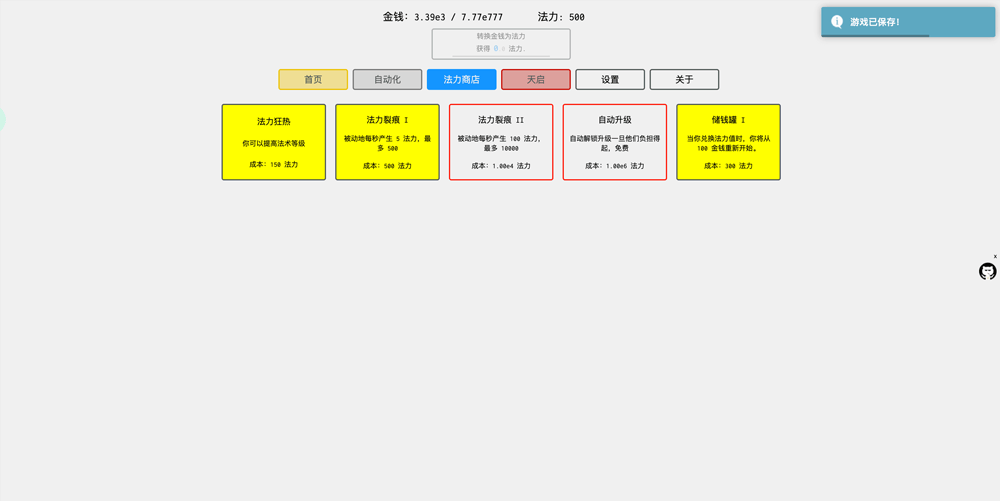 金钱: 3.39e3 / 7.77e777 法力: 500
游戏已保存!
转换金钱为法力
获得 0.0 法力.
首页 自动化 法力商店 天启 设置 关于
法力狂热
你可以提高法术等级
成本: 150 法力
法力裂痕 I
被动地每秒产生 5 法力, 最
多 500
成本: 500 法力
法力裂痕 II
被动地每秒产生 100 法力,
最多 10000
成本: 1.00e4 法力
自动升级
自动解锁升级一旦他们负担得
起, 免费
成本: 1.00e6 法力
储钱罐 I
当你兑换法力值时, 你将从
100 金钱重新开始。
成本: 300 法力
x